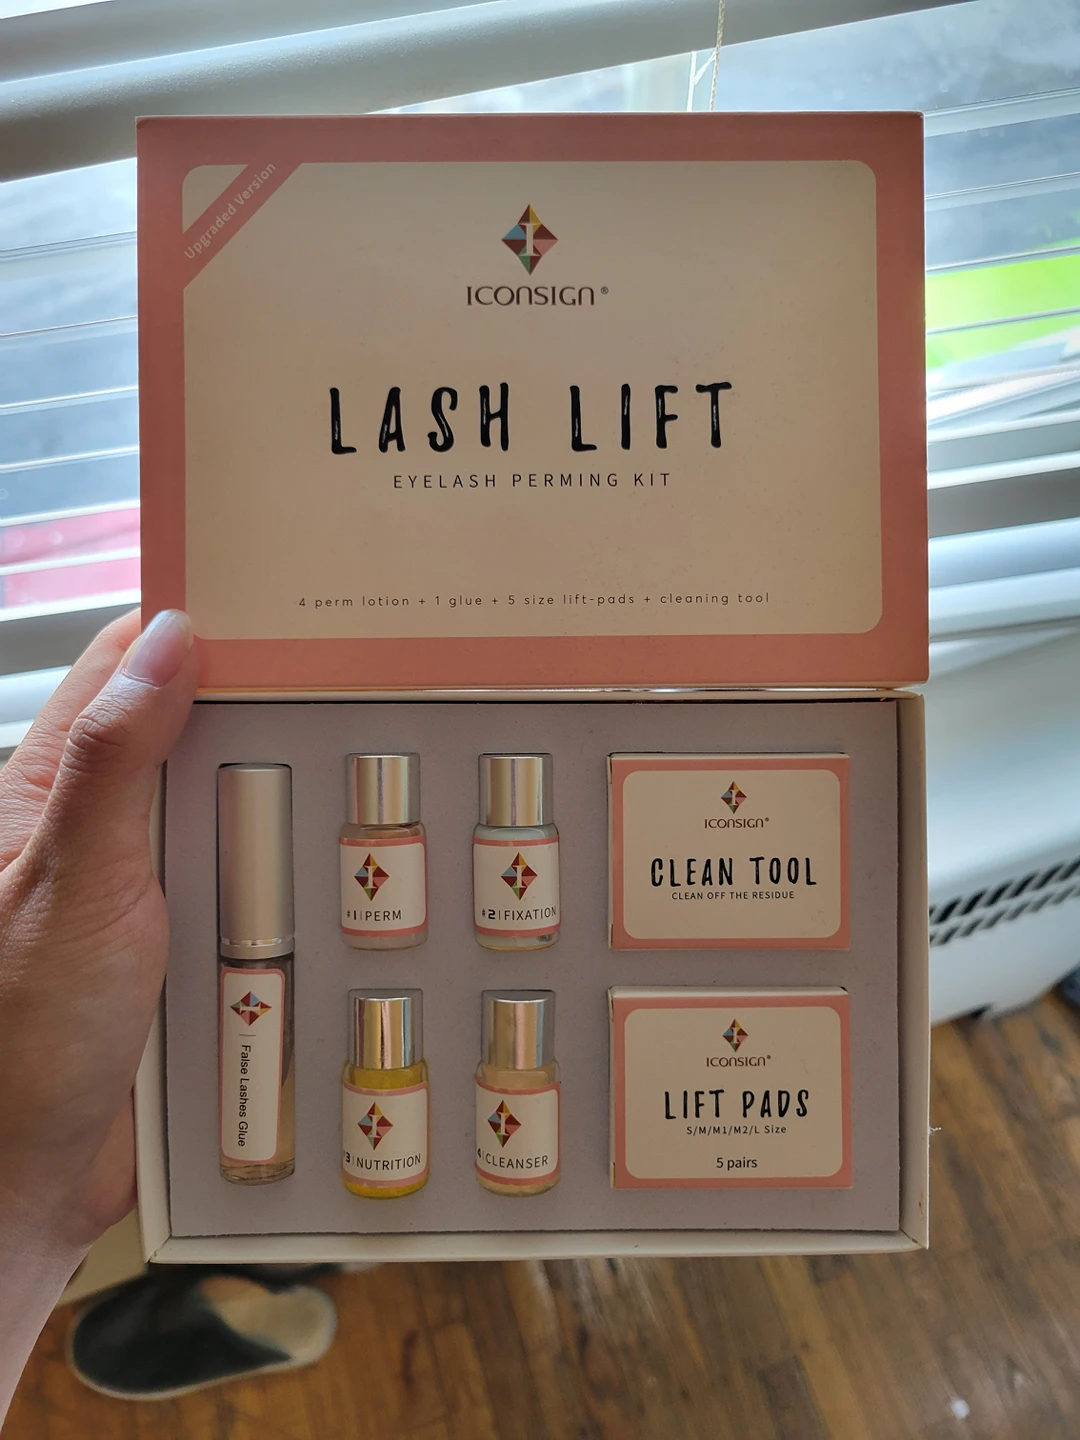 Upgraded Version
ICONSIGN®
LASH LIFT
EYELASH PERMING KIT
4 perm lotion + 1 glue + 5 size lift-pads + cleaning tool
False Lashes Glue
#1|PERM
#2|FIXATION
3|NUTRITION
4|CLEANSER
ICONSIGN®
CLEAN TOOL
CLEAN OFF THE RESIDUE
ICONSIGN®
LIFT PADS
S/M/M1/M2/L Size
5 pairs